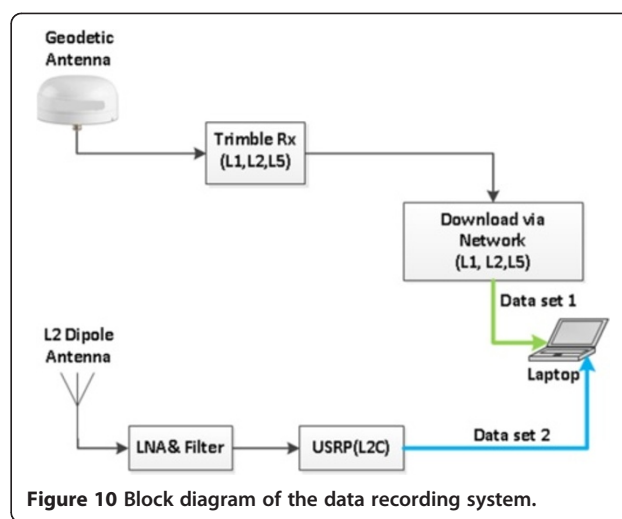 Geodetic
Antenna
Trimble Rx
(L1,L2,L5)
Download via
Network
(L1, L2,L5)
Data set 1
L2 Dipole
Antenna
Laptop
LNA& Filter
USRP(L2C)
Data set 2
Figure 10 Block diagram of the data recording system.